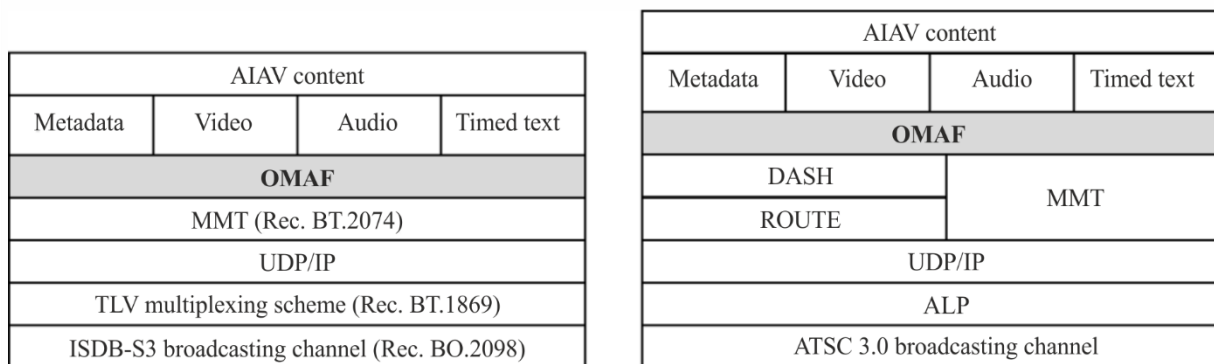 AIAV content
Metadata Video Audio Timed text
OMAF
MMT (Rec. BT.2074)
UDP/IP
TLV multiplexing scheme (Rec. BT.1869)
ISDB-S3 broadcasting channel (Rec. BO.2098)
AIAV content
Metadata Video Audio Timed text
OMAF
DASH
ROUTE
MMT
UDP/IP
ALP
ATSC 3.0 broadcasting channel